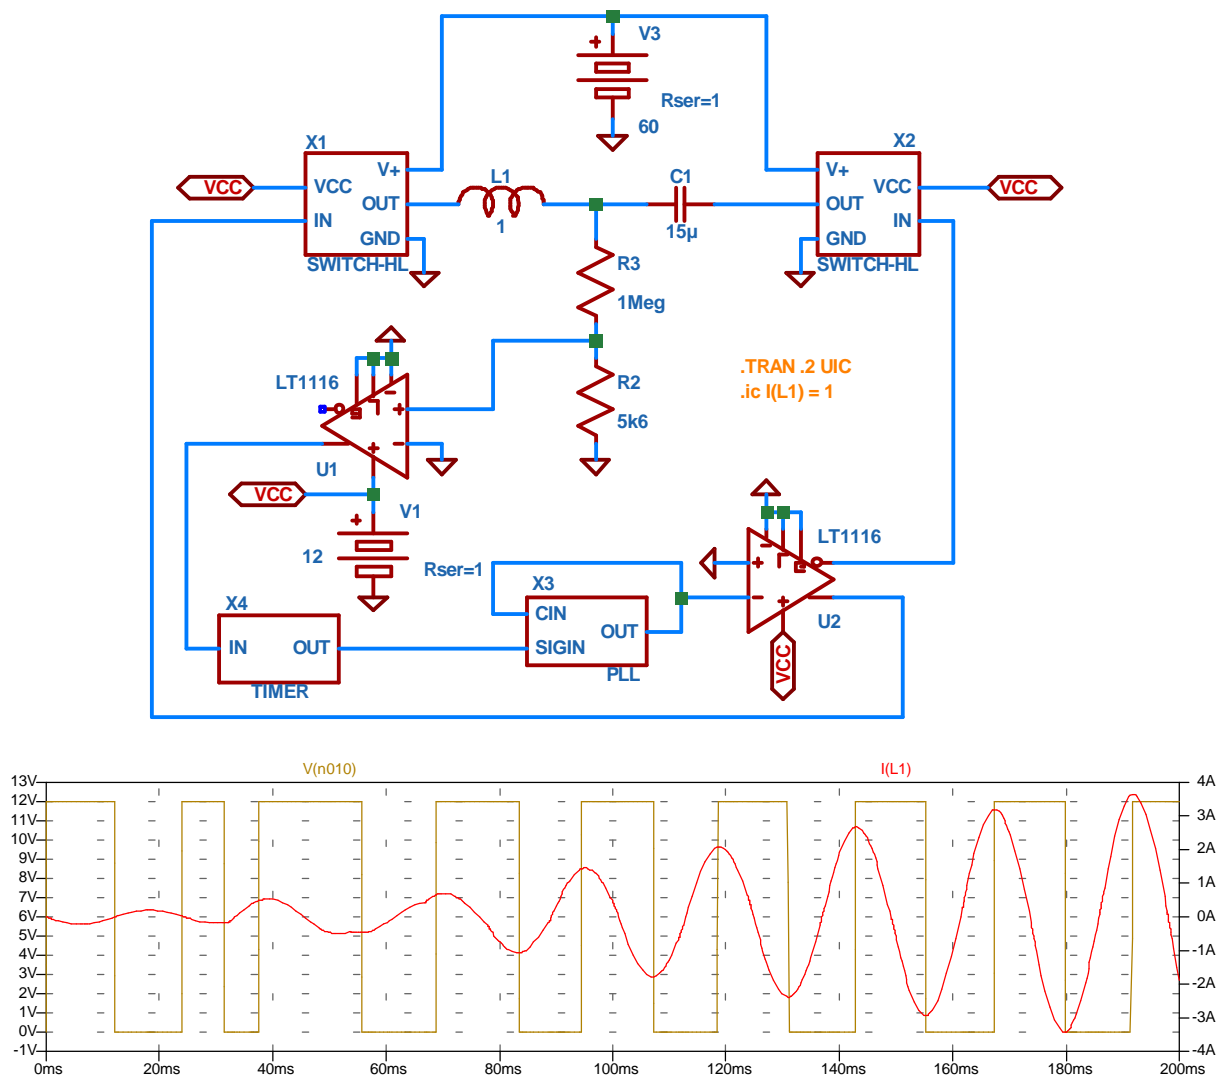 V3
Rser=1
60
X1
V+
VCC
VCC
OUT
IN
GND
SWITCH-HL
L1
1
C1
15µ
X2
V+
VCC
VCC
OUT
IN
GND
SWITCH-HL
R3
1Meg
R2
5k6
.TRAN .2 UIC
.ic I(L1) = 1
LT1116
+
-
U1
VCC
V1
12
Rser=1
LT1116
+
-
U2
VCC
X3
CIN
OUT
SIGIN
PLL
X4
IN
OUT
TIMER
V(n010)
I(L1)
13V
12V
11V
10V
9V
8V
7V
6V
5V
4V
3V
2V
1V
0V
-1V
4A
3A
2A
1A
0A
-1A
-2A
-3A
-4A
0ms
20ms
40ms
60ms
80ms
100ms
120ms
140ms
160ms
180ms
200ms